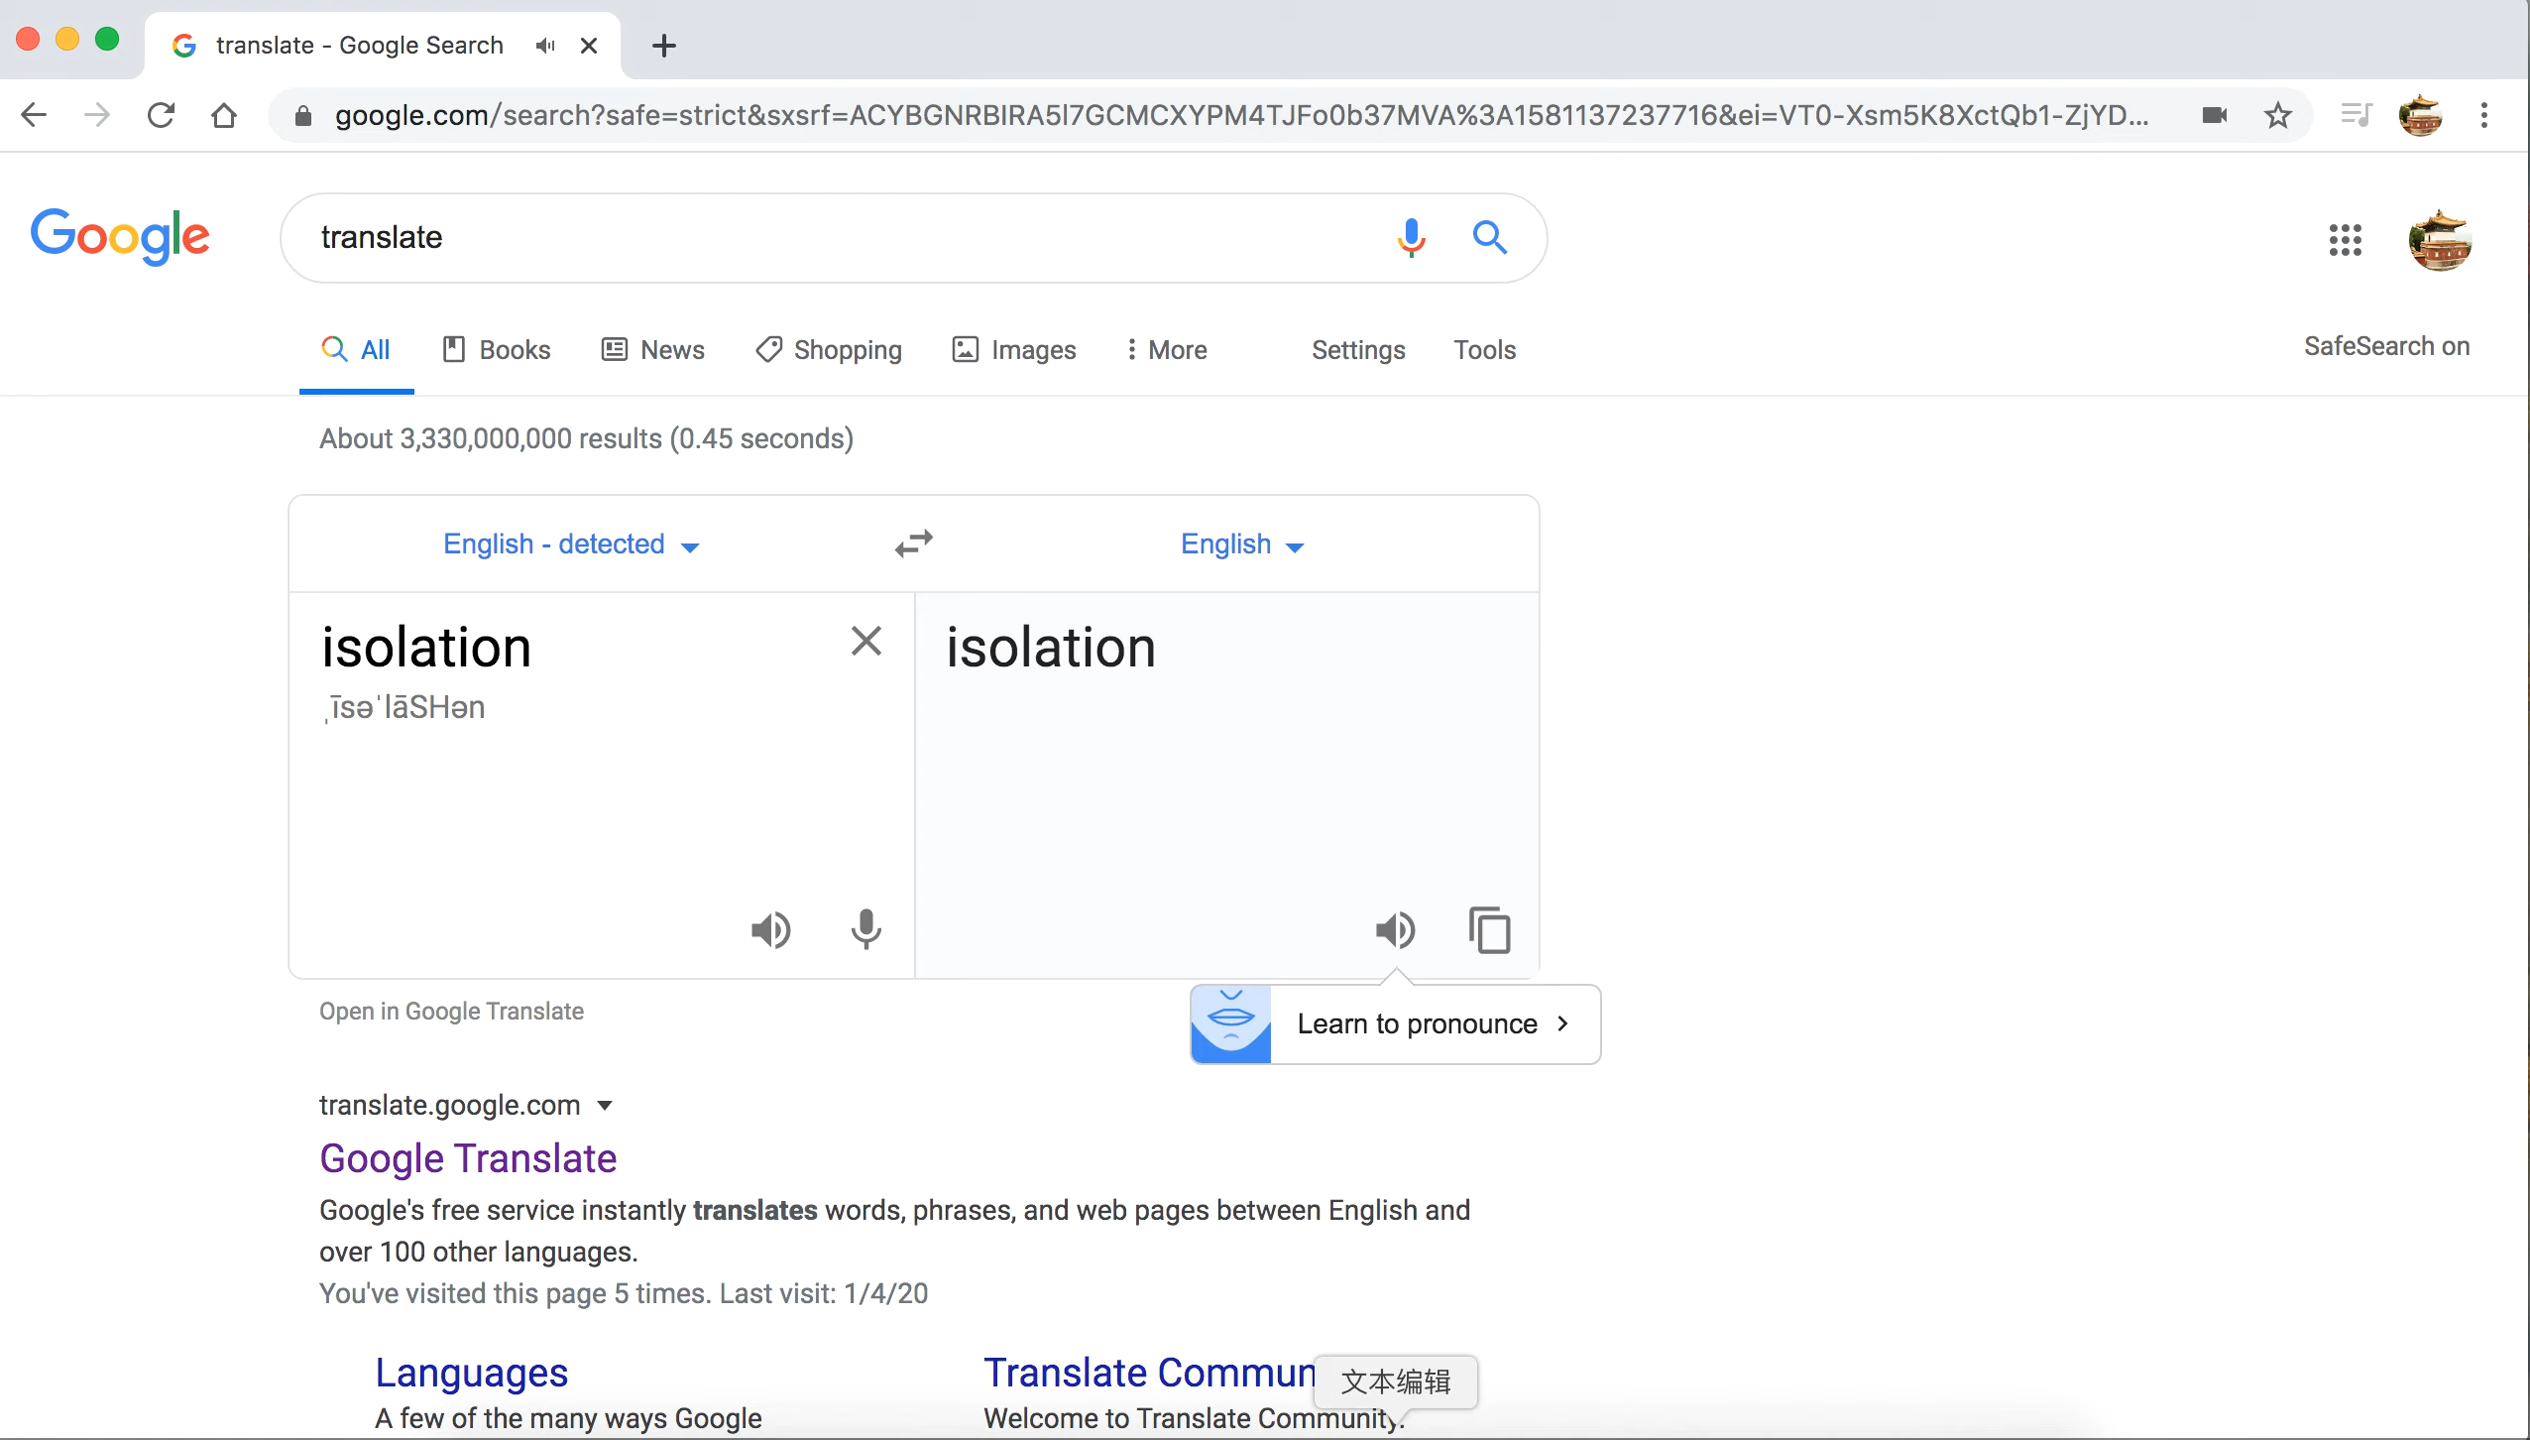 translate - Google Search
google.com/search?safe=strict&sxsrf=ACYBGNRBIRA5l7GCMCXYPM4TJFo0b37MVA%3A1581137237716&ei=VT0-Xsm5K8XctQb1-ZjYD...
Google
translate
All Books News Shopping Images More Settings Tools SafeSearch on
About 3,330,000,000 results (0.45 seconds)
English - detected English
isolation isolation
ˌīsəˈlāSHən
Open in Google Translate
Learn to pronounce
translate.google.com
Google Translate
Google's free service instantly translates words, phrases, and web pages between English and
over 100 other languages.
You've visited this page 5 times. Last visit: 1/4/20
Languages Translate Commun
文本编辑
A few of the many ways Google Welcome to Translate Community.